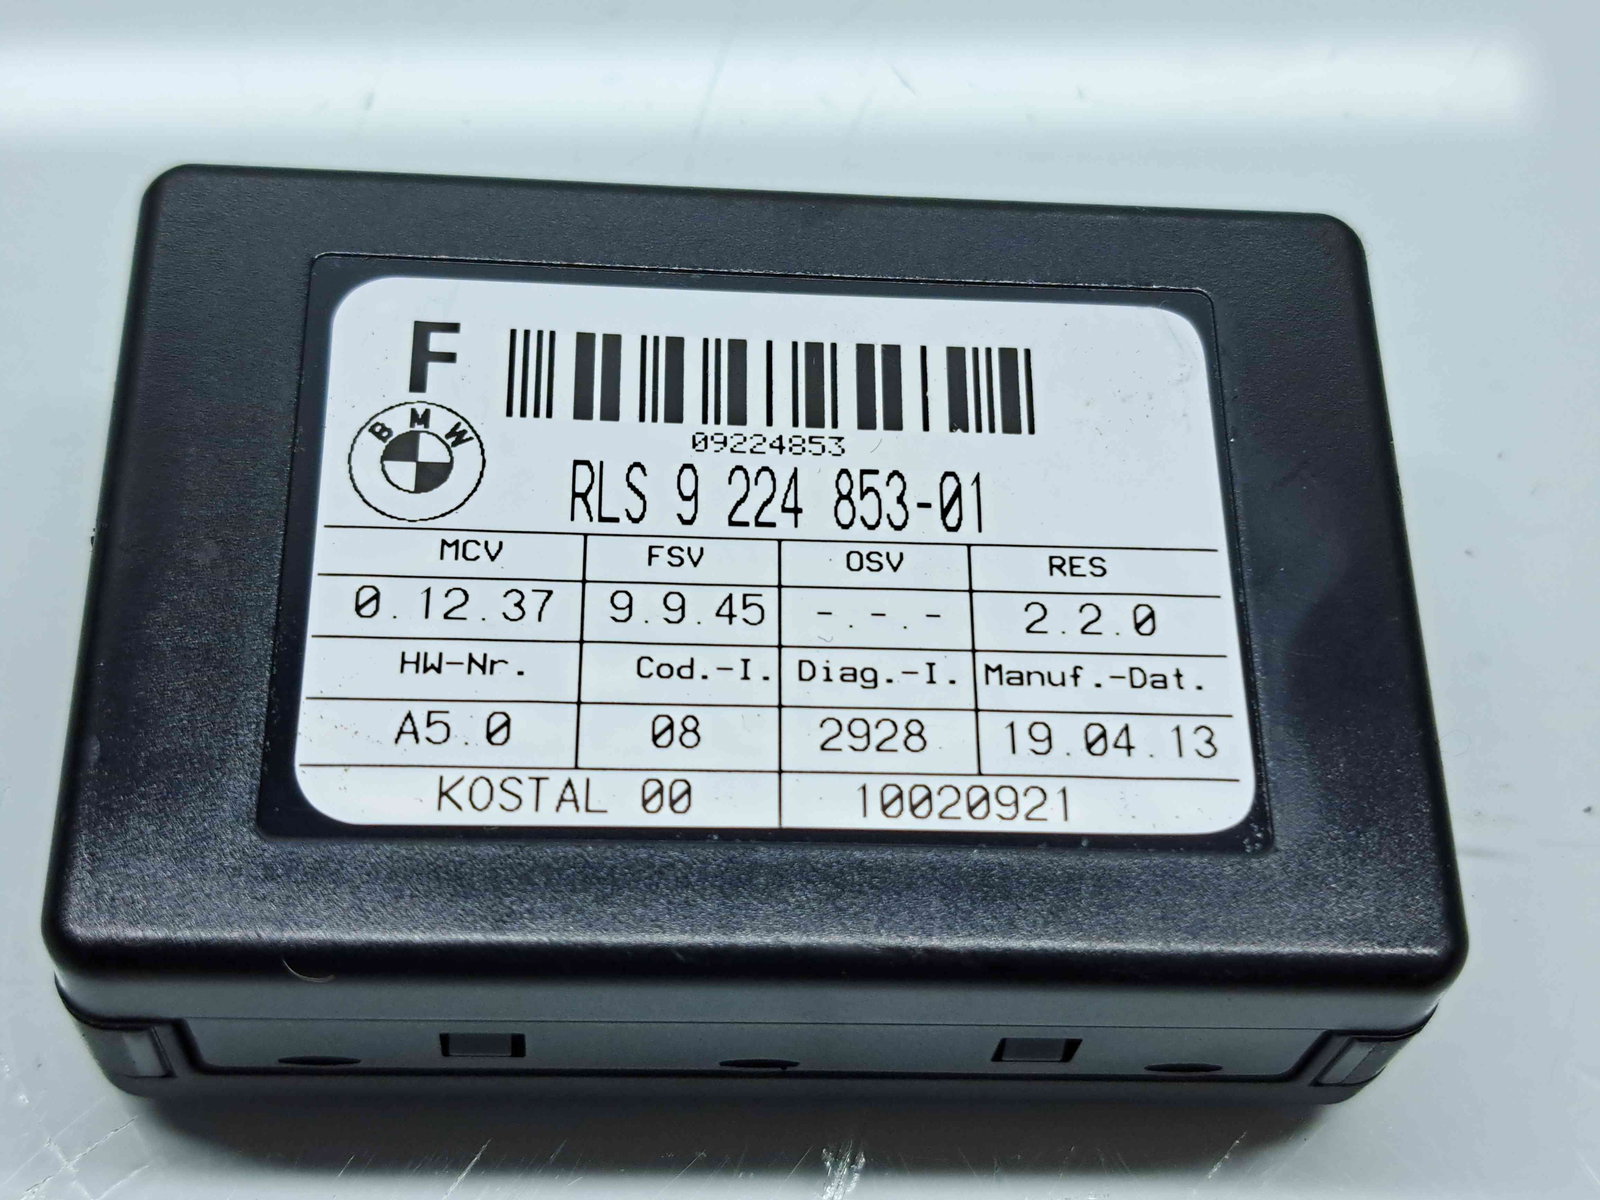 F
BMW
09224853
RLS 9 224 853-01
MCV FSV OSV RES
0.12.37 9.9.45 -.-.- 2.2.0
HW-Nr. Cod.-I. Diag.-I. Manuf.-Dat.
A5.0 08 2928 19.04.13
KOSTAL 00 10020921